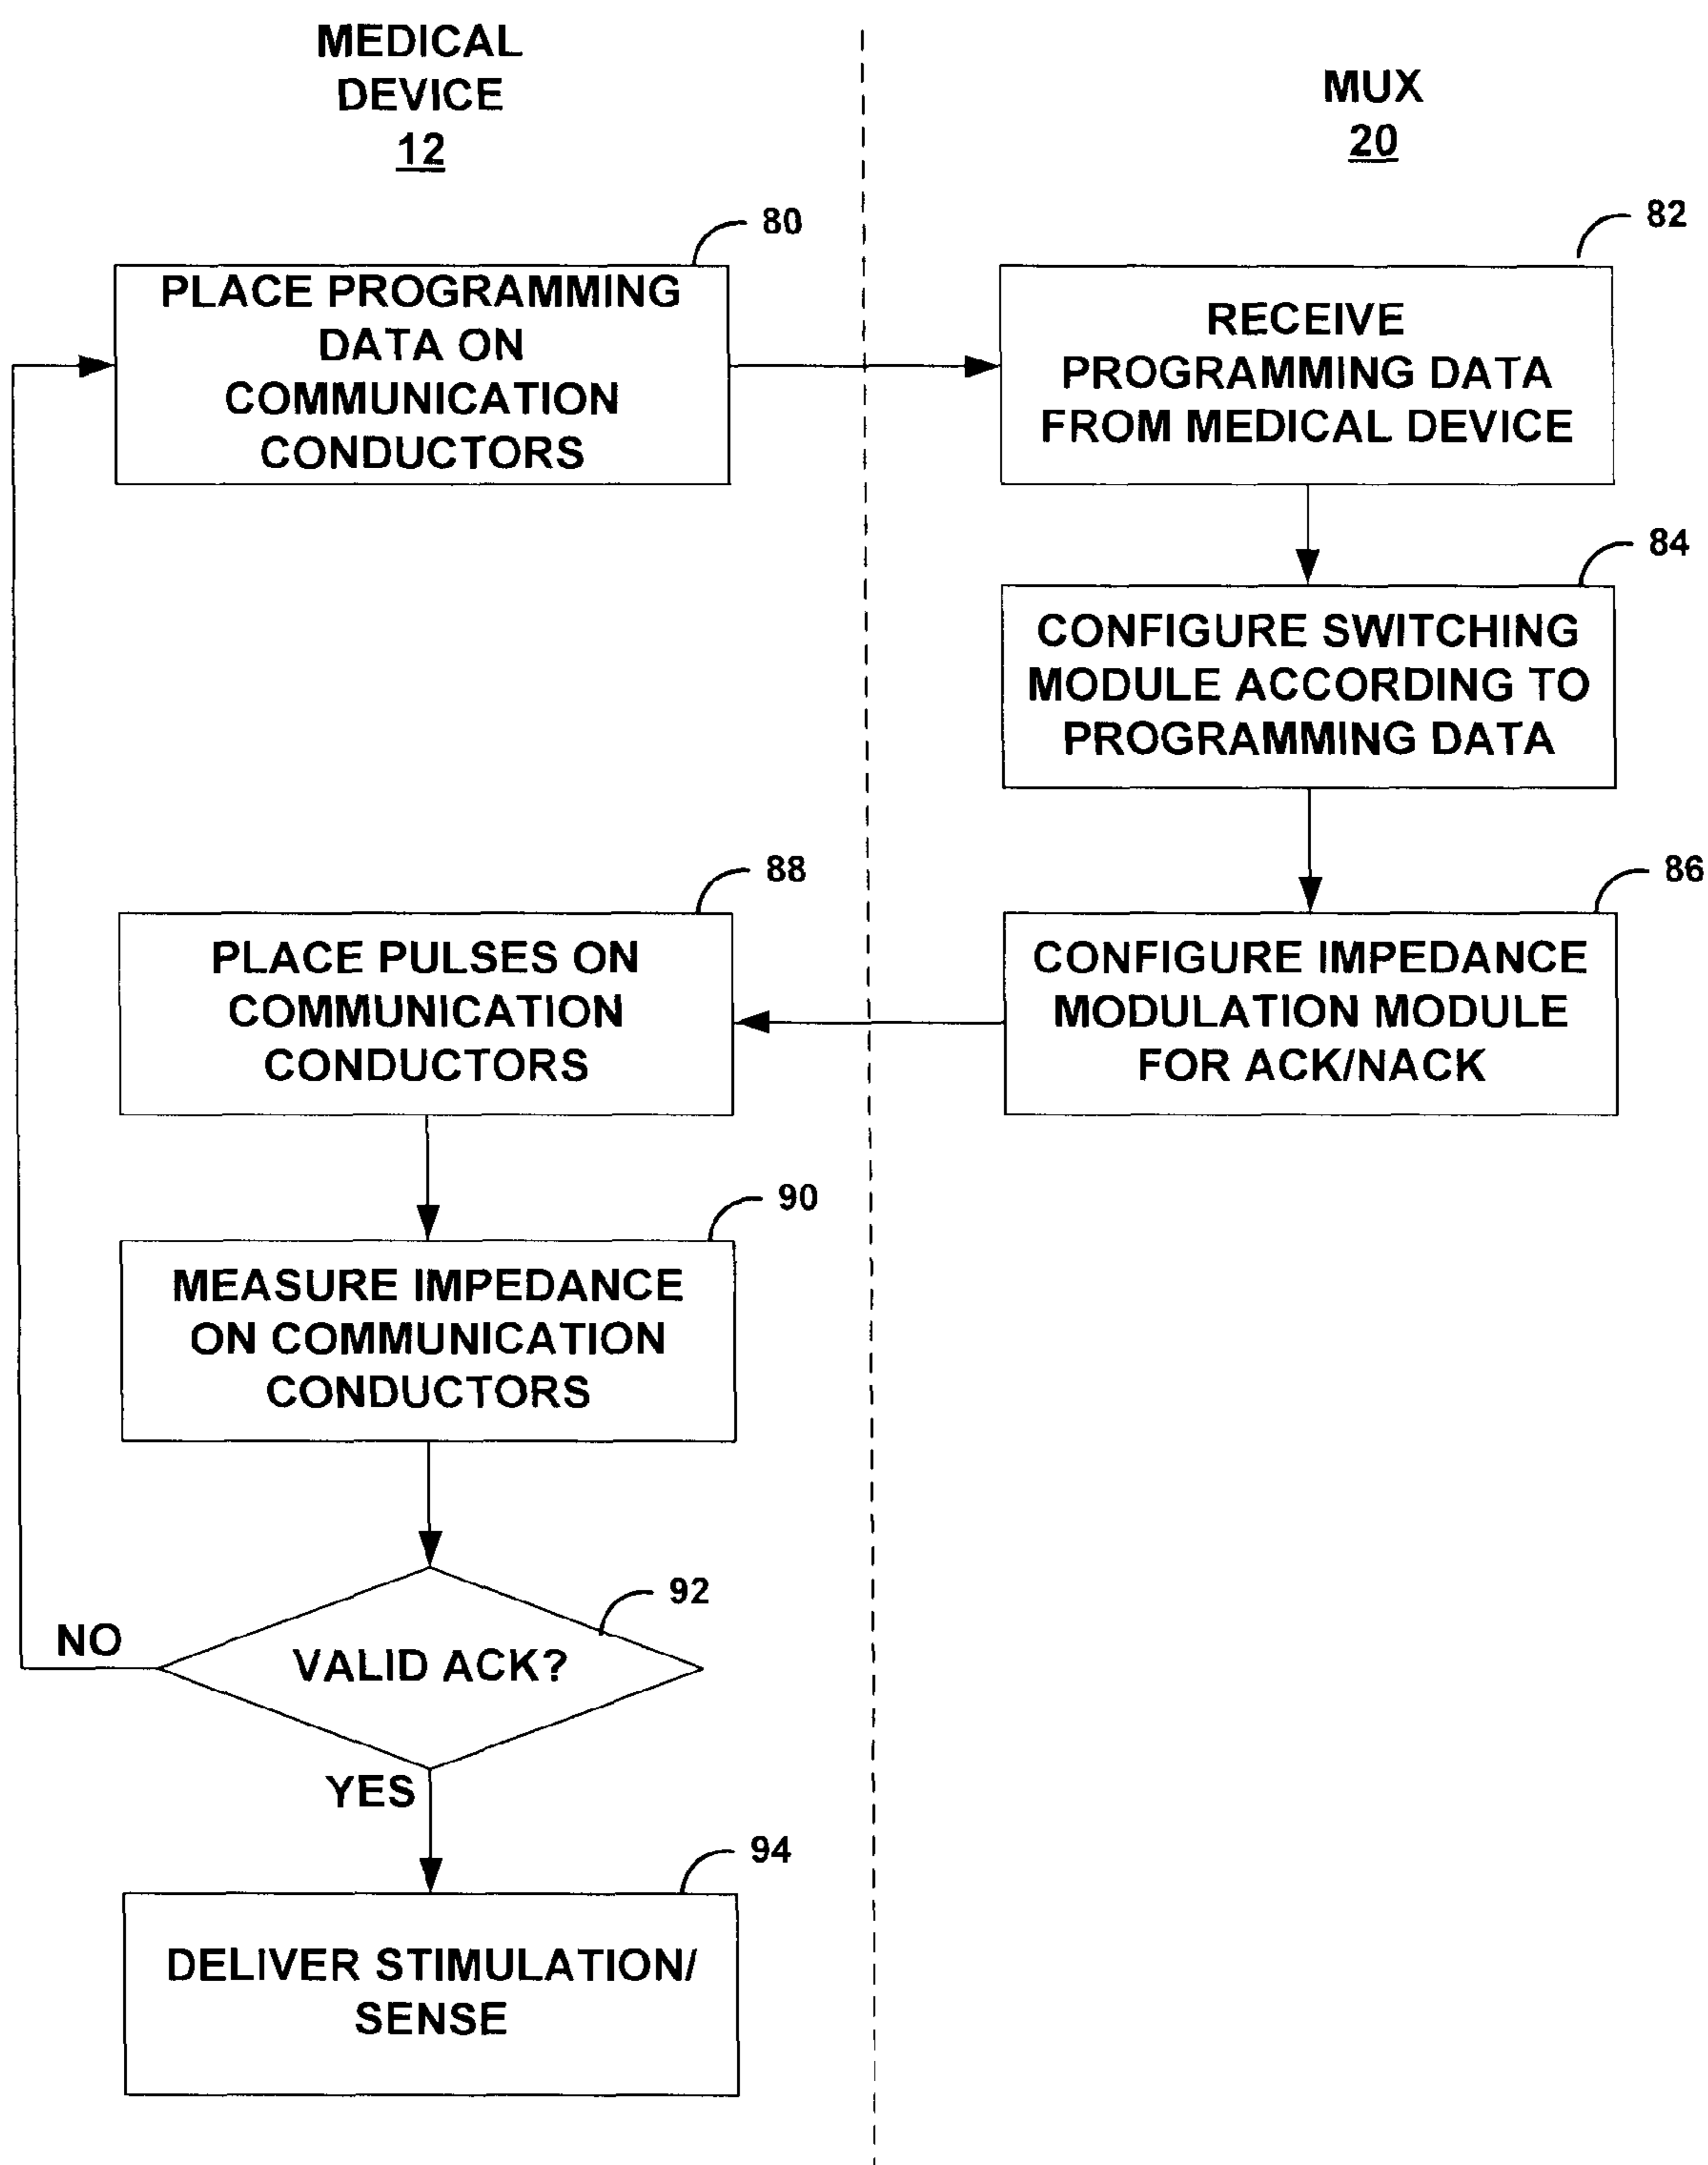 MEDICAL
DEVICE
12
MUX
20
80
PLACE PROGRAMMING
DATA ON
COMMUNICATION
CONDUCTORS
82
RECEIVE
PROGRAMMING DATA
FROM MEDICAL DEVICE
84
CONFIGURE SWITCHING
MODULE ACCORDING TO
PROGRAMMING DATA
86
CONFIGURE IMPEDANCE
MODULATION MODULE
FOR ACK/NACK
88
PLACE PULSES ON
COMMUNICATION
CONDUCTORS
90
MEASURE IMPEDANCE
ON COMMUNICATION
CONDUCTORS
92
VALID ACK?
NO
YES
94
DELIVER STIMULATION/
SENSE